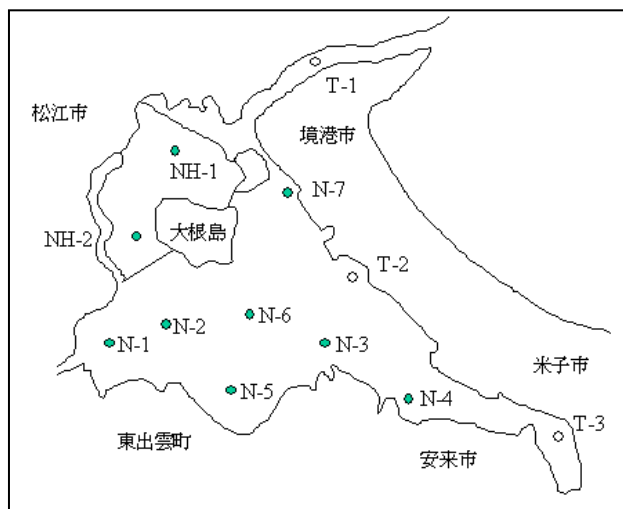 T-1
松江市
境港市
NH-1
N-7
大根島
NH-2
T-2
N-6
N-2
N-1
N-3
米子市
N-5
N-4
T-3
東出雲町
安来市